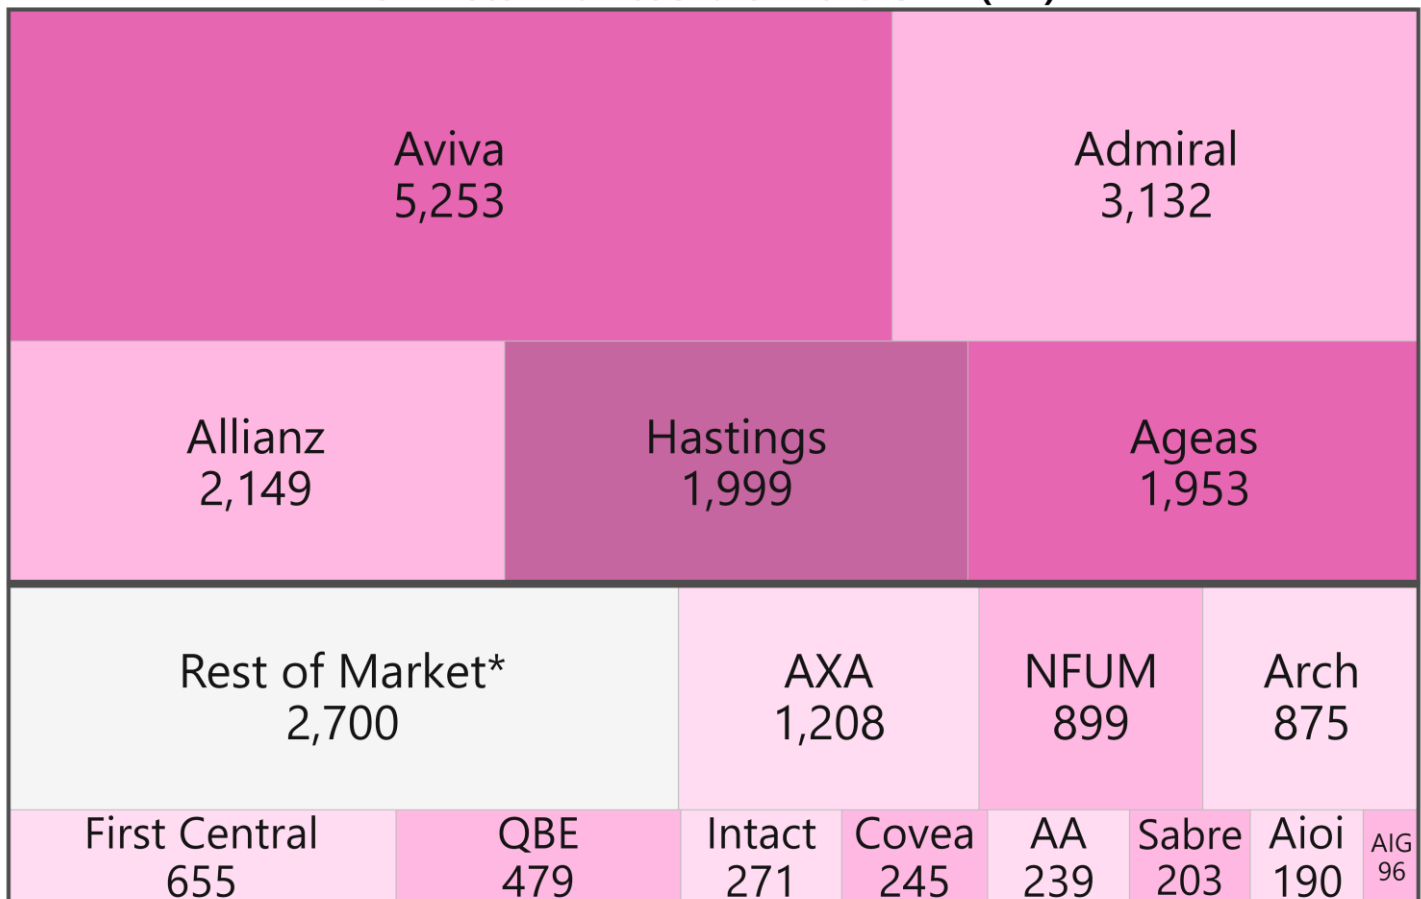 Aviva
5,253
Admiral
3,132
Allianz
2,149
Hastings
1,999
Ageas
1,953
Rest of Market*
2,700
AXA
1,208
NFUM
899
Arch
875
First Central
655
QBE
479
Intact
271
Covea
245
AA
239
Sabre
203
Aioi
190
AIG
96